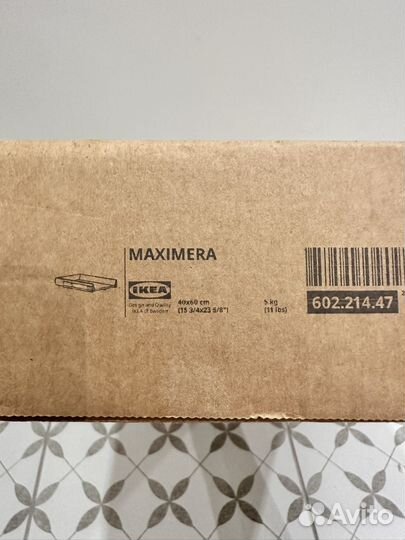 MAXIMERA
IKEA
Design and Quality
IKEA of Sweden
40x60 cm
(15 3/4x23 5/8")
5 kg
(11 lbs)
602.214.47
Avito